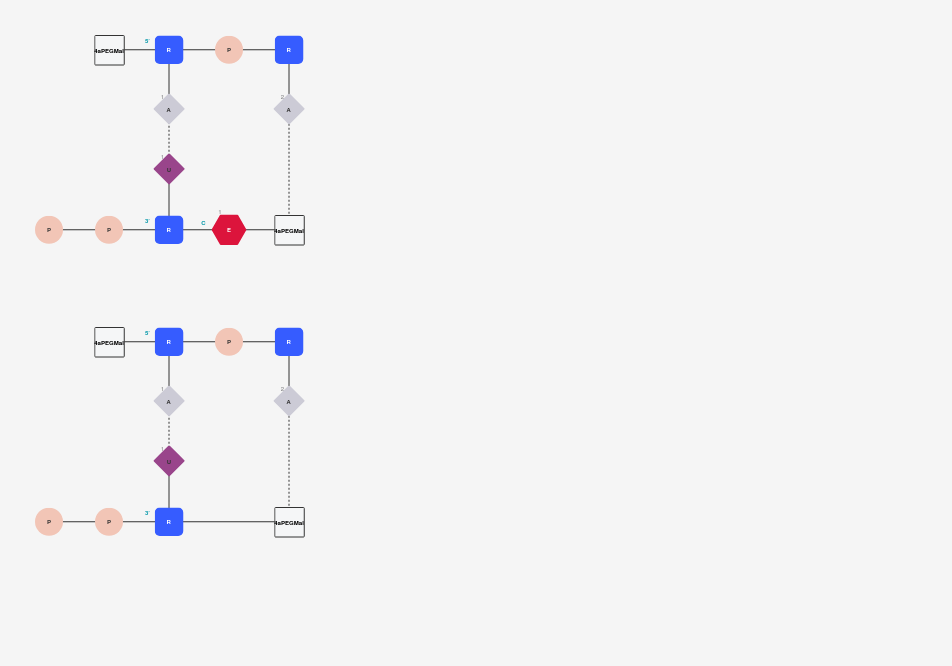 4aPEGMal 5' R P R
1 A 2 A
1 U
P P 3' R C 1 E 4aPEGMal
4aPEGMal 5' R P R
1 A 2 A
1 U
P P 3' R 4aPEGMal